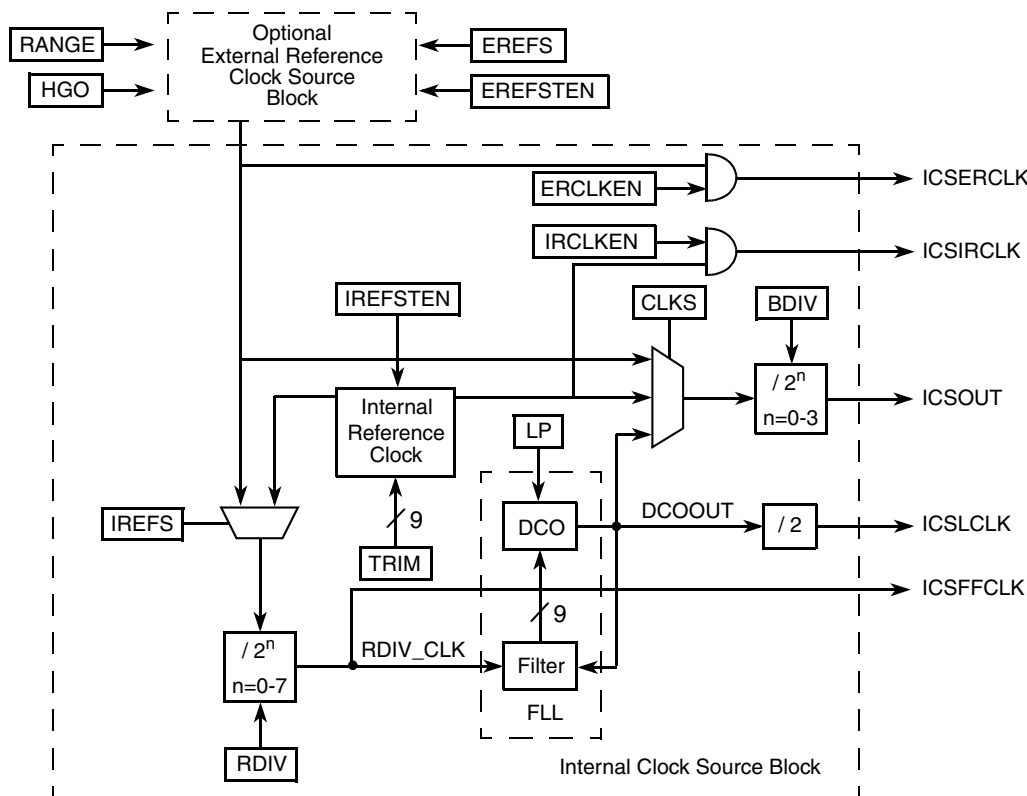 Optional
External Reference
Clock Source
Block
RANGE
HGO
EREFS
EREFSTEN
ERCLKEN
ICSERCLK
IRCLKEN
ICSIRCLK
IREFSTEN
CLKS
BDIV
Internal
Reference
Clock
/ 2ⁿ
n=0-3
ICSOUT
LP
IREFS
9
TRIM
DCO
DCOOUT
/ 2
ICSLCLK
ICSFFCLK
9
/ 2ⁿ
n=0-7
RDIV_CLK
Filter
FLL
RDIV
Internal Clock Source Block